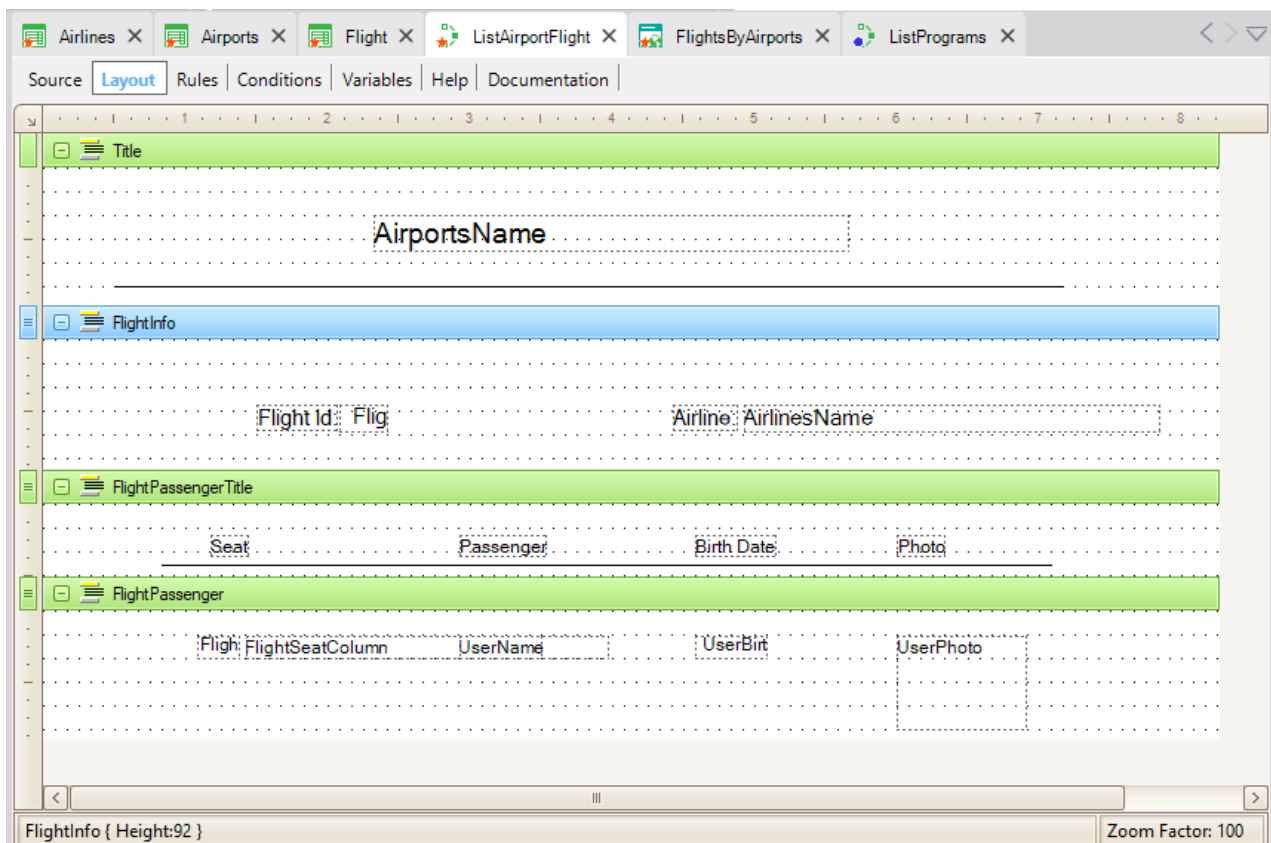 Airlines Airports Flight ListAirportFlight FlightsByAirports ListPrograms
Source Layout Rules Conditions Variables Help Documentation
1 2 3 4 5 6 7 8
Title
AirportsName
FlightInfo
Flight Id: Flig Airline: AirlinesName
FlightPassengerTitle
Seat Passenger Birth Date Photo
FlightPassenger
Fligh FlightSeatColumn UserName UserBirt UserPhoto
FlightInfo { Height:92 } Zoom Factor: 100